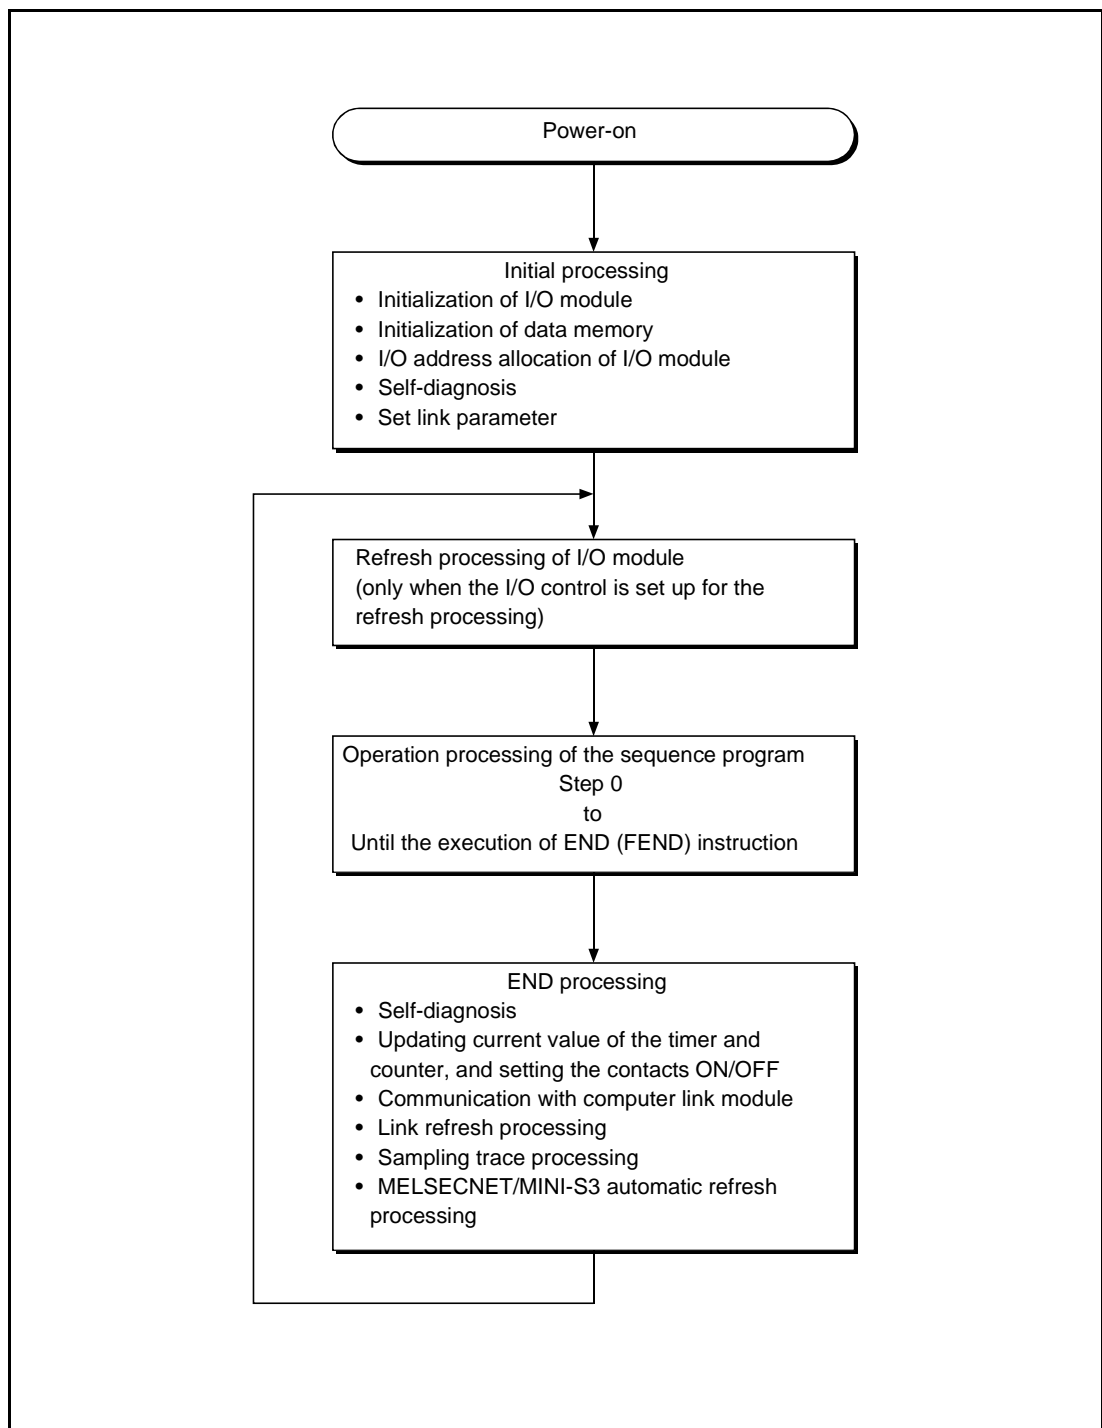 Power-on
Initial processing
• Initialization of I/O module
• Initialization of data memory
• I/O address allocation of I/O module
• Self-diagnosis
• Set link parameter
Refresh processing of I/O module
(only when the I/O control is set up for the
refresh processing)
Operation processing of the sequence program
Step 0
to
Until the execution of END (FEND) instruction
END processing
• Self-diagnosis
• Updating current value of the timer and
counter, and setting the contacts ON/OFF
• Communication with computer link module
• Link refresh processing
• Sampling trace processing
• MELSECNET/MINI-S3 automatic refresh
processing